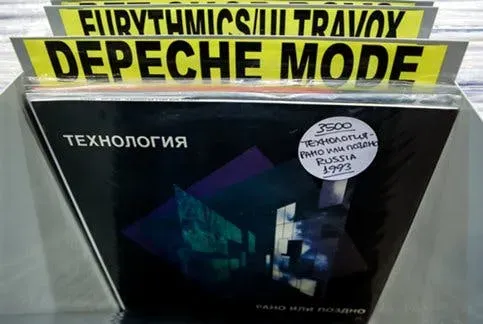 EURYTHMICS/ULTRAVOX
DEPECHE MODE
ТЕХНОЛОГИЯ
3500
ТЕХНОЛОГИЯ-
РАНО ИЛИ ПОЗДНО
RUSSIA
1993
РАНО ИЛИ ПОЗДНО